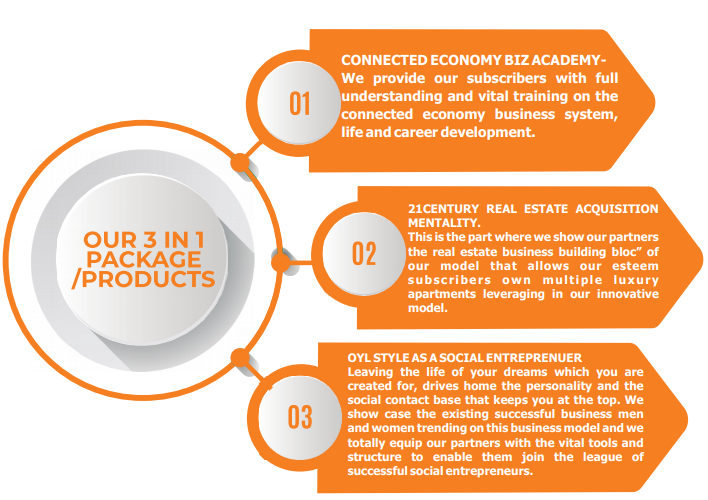 OUR 3 IN 1
PACKAGE
/PRODUCTS
01
CONNECTED ECONOMY BIZ ACADEMY-
We provide our subscribers with full
understanding and vital training on the
connected economy business system,
life and career development.
02
21CENTURY REAL ESTATE ACQUISITION
MENTALITY.
This is the part where we show our partners
the real estate business building bloc” of
our model that allows our esteem
subscribers own multiple luxury
apartments leveraging in our innovative
model.
03
OYL STYLE AS A SOCIAL ENTREPRENUER
Leaving the life of your dreams which you are
created for, drives home the personality and the
social contact base that keeps you at the top. We
show case the existing successful business men
and women trending on this business model and we
totally equip our partners with the vital tools and
structure to enable them join the league of
successful social entrepreneurs.